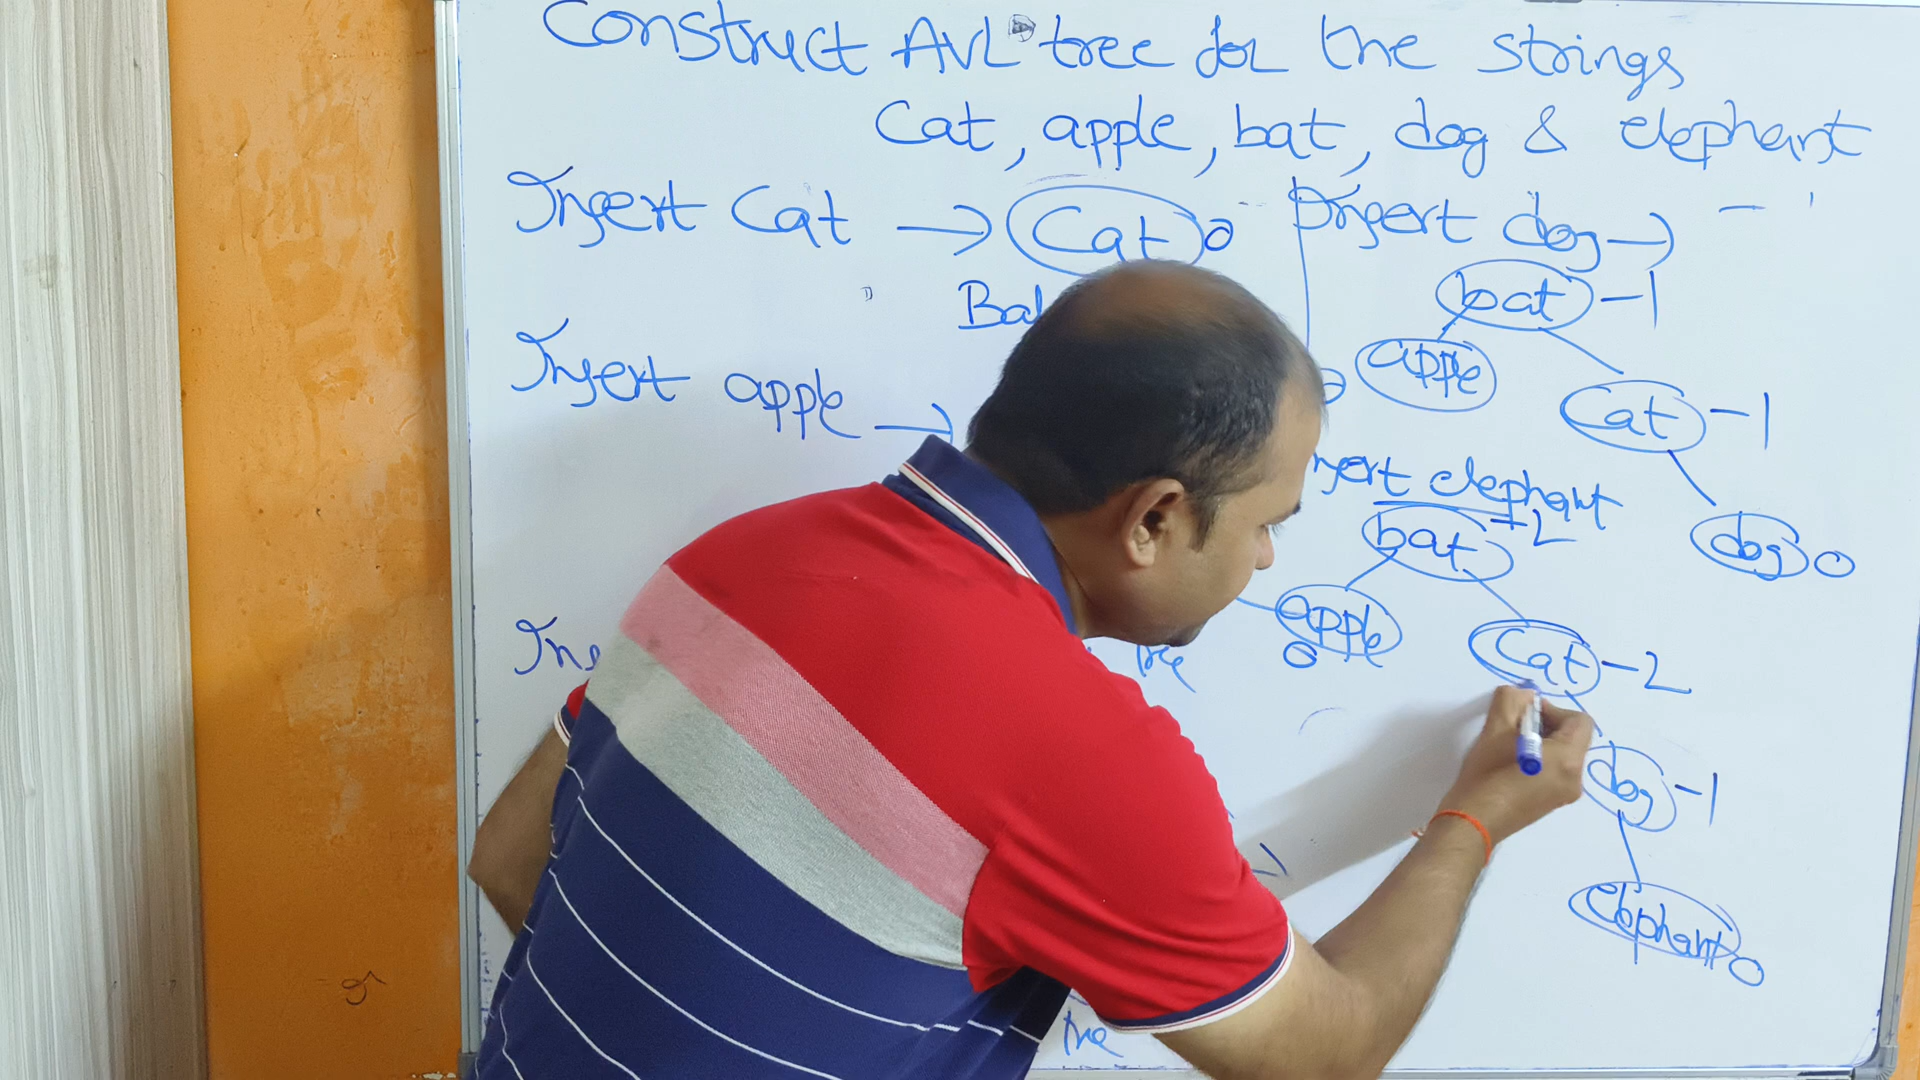 Construct AVL tree for the strings
Cat, apple, bat, dog & elephant
Insert Cat → Cat 0
Insert apple →
Insert dog →
bat -1
apple
Cat -1
dog 0
elephant
bat -2
apple
0
Cat -2
dog -1
elephant 0